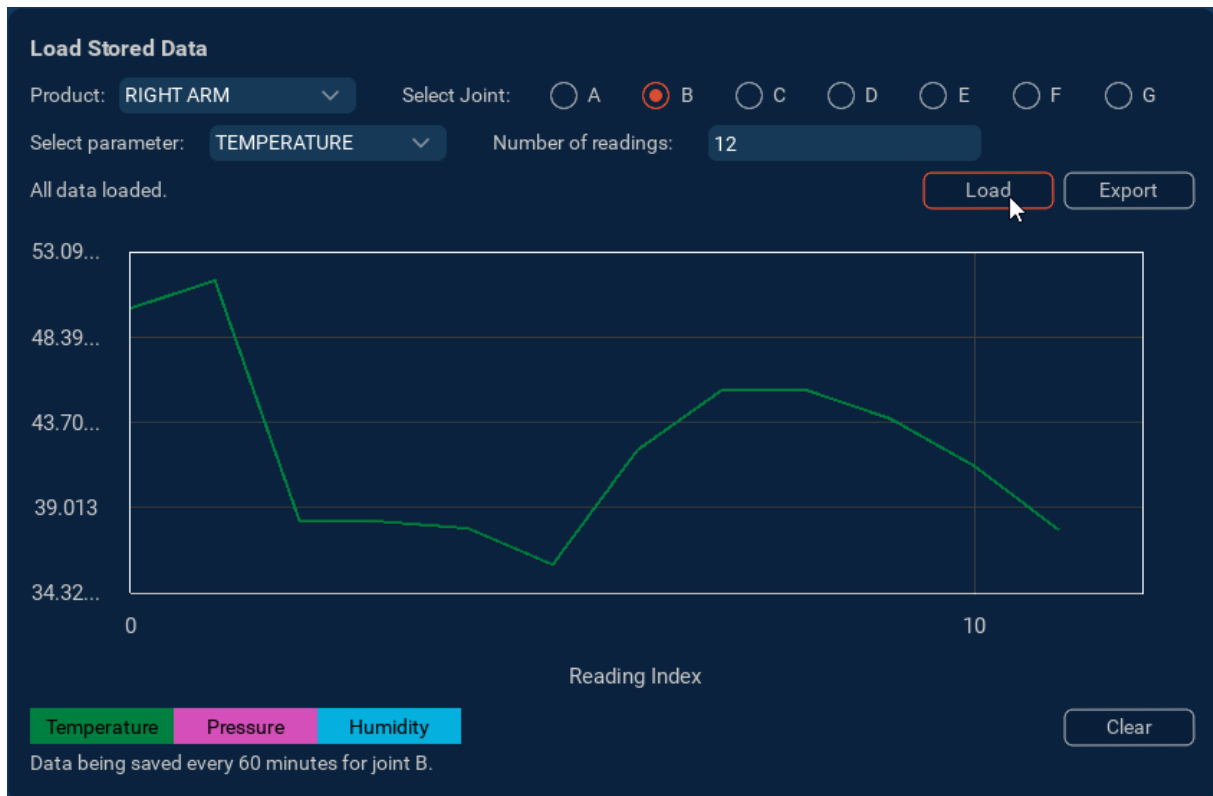 Load Stored Data
Product: RIGHT ARM Select Joint: A B C D E F G
Select parameter: TEMPERATURE Number of readings: 12
All data loaded. Load Export
53.09...
48.39...
43.70...
39.013
34.32...
0 10
Reading Index
Temperature Pressure Humidity Clear
Data being saved every 60 minutes for joint B.